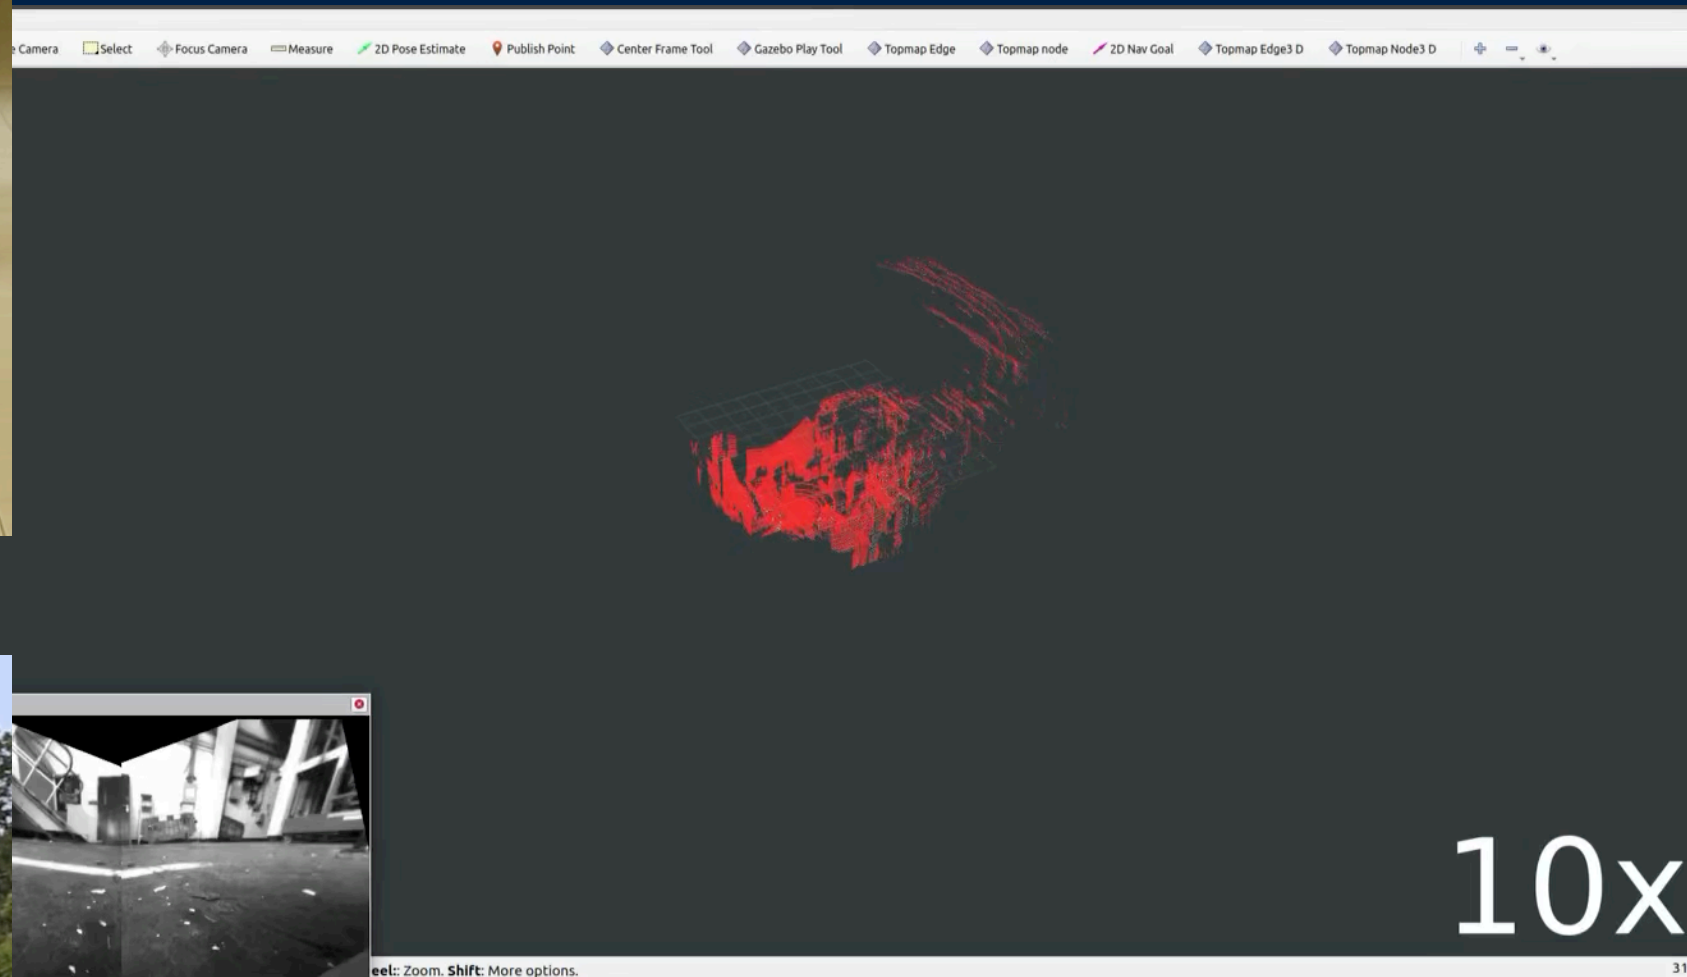 Camera Select Focus Camera Measure 2D Pose Estimate Publish Point Center Frame Tool Gazebo Play Tool Topmap Edge Topmap node 2D Nav Goal Topmap Edge3 D Topmap Node3 D
10x
eel:: Zoom. Shift: More options. 31